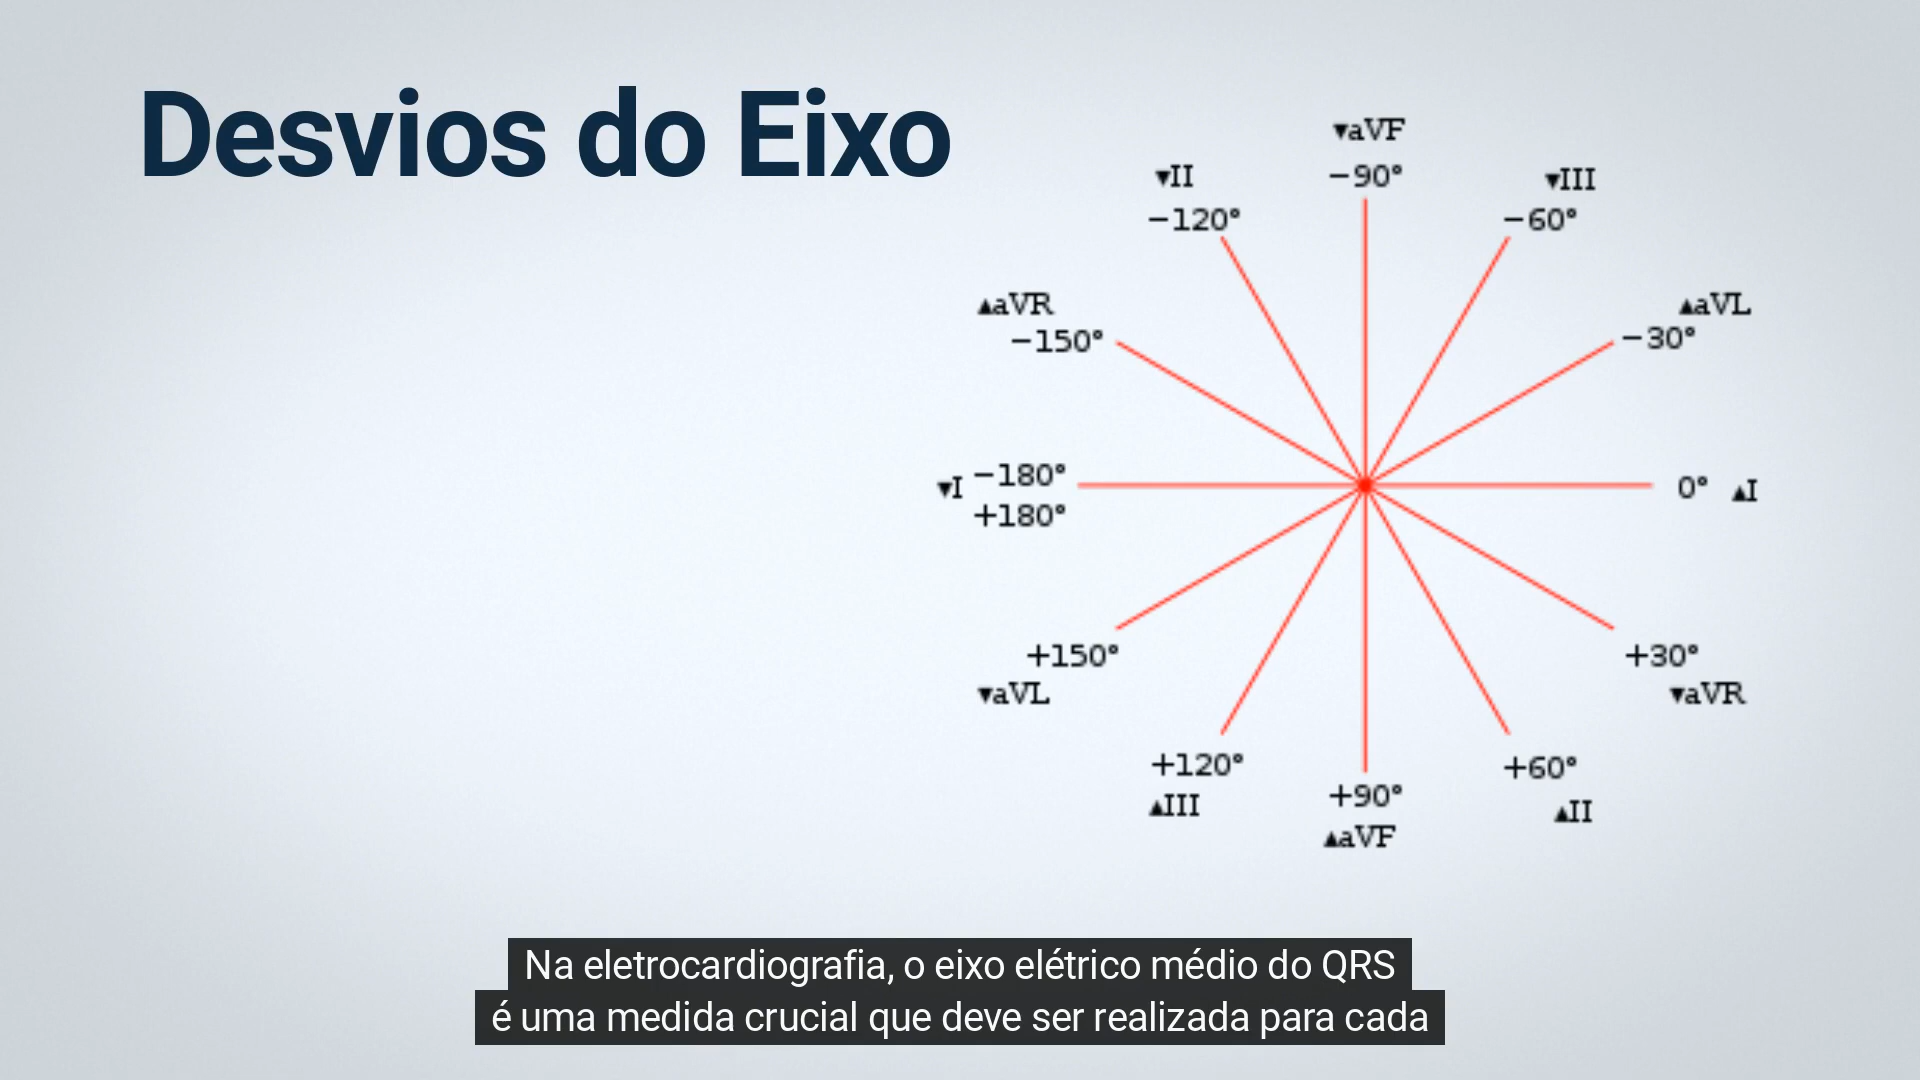 Desvios do Eixo
▾aVF
−90°
▾II
−120°
▾III
−60°
▴aVR
−150°
▴aVL
−30°
▾I −180°
+180°
0° ▴I
+150°
▾aVL
+30°
▾aVR
+120°
▴III
+90°
▴aVF
+60°
▴II
Na eletrocardiografia, o eixo elétrico médio do QRS
é uma medida crucial que deve ser realizada para cada